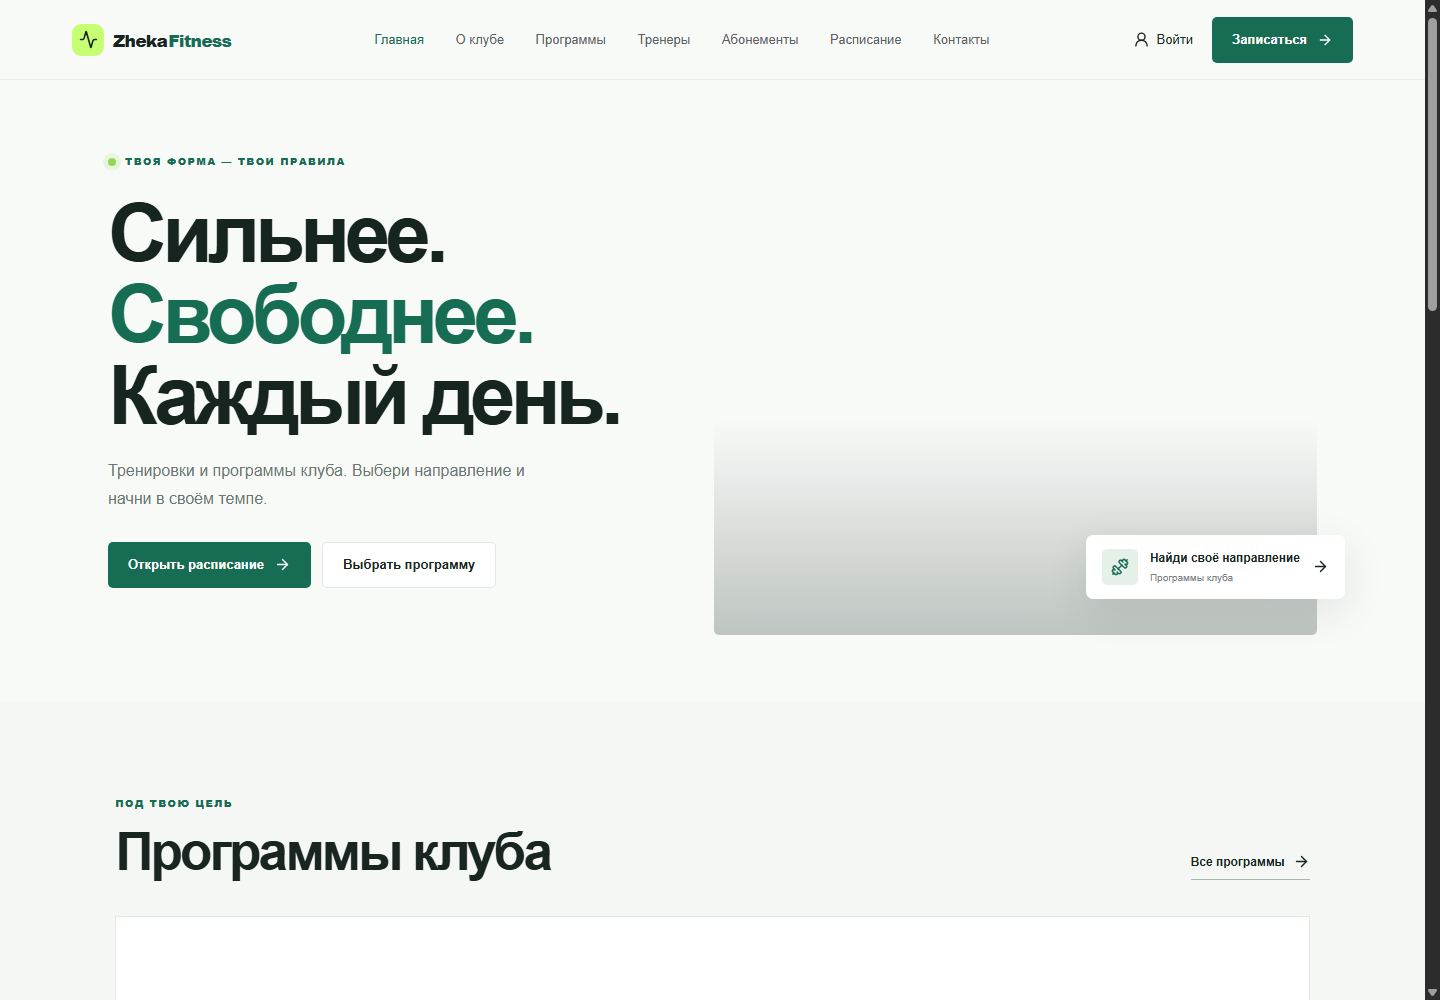 ZhekaFitness
Главная
О клубе
Программы
Тренеры
Абонементы
Расписание
Контакты
Войти
Записаться
ТВОЯ ФОРМА — ТВОИ ПРАВИЛА
Сильнее.
Свободнее.
Каждый день.
Тренировки и программы клуба. Выбери направление и
начни в своём темпе.
Открыть расписание
Выбрать программу
Найди своё направление
Программы клуба
ПОД ТВОЮ ЦЕЛЬ
Программы клуба
Все программы